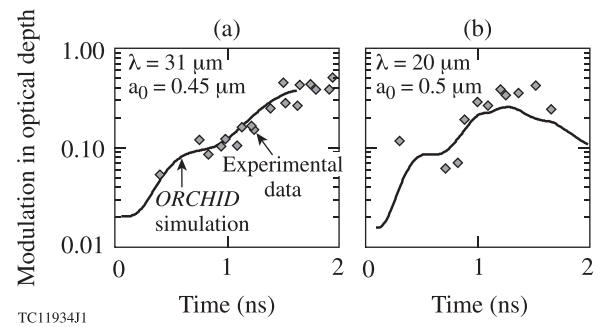 (a) (b)
Modulation in optical depth
1.00
0.10
0.01
λ = 31 µm
a₀ = 0.45 µm
λ = 20 µm
a₀ = 0.5 µm
Experimental
data
ORCHID
simulation
0 1 2 0 1 2
Time (ns) Time (ns)
TC11934J1